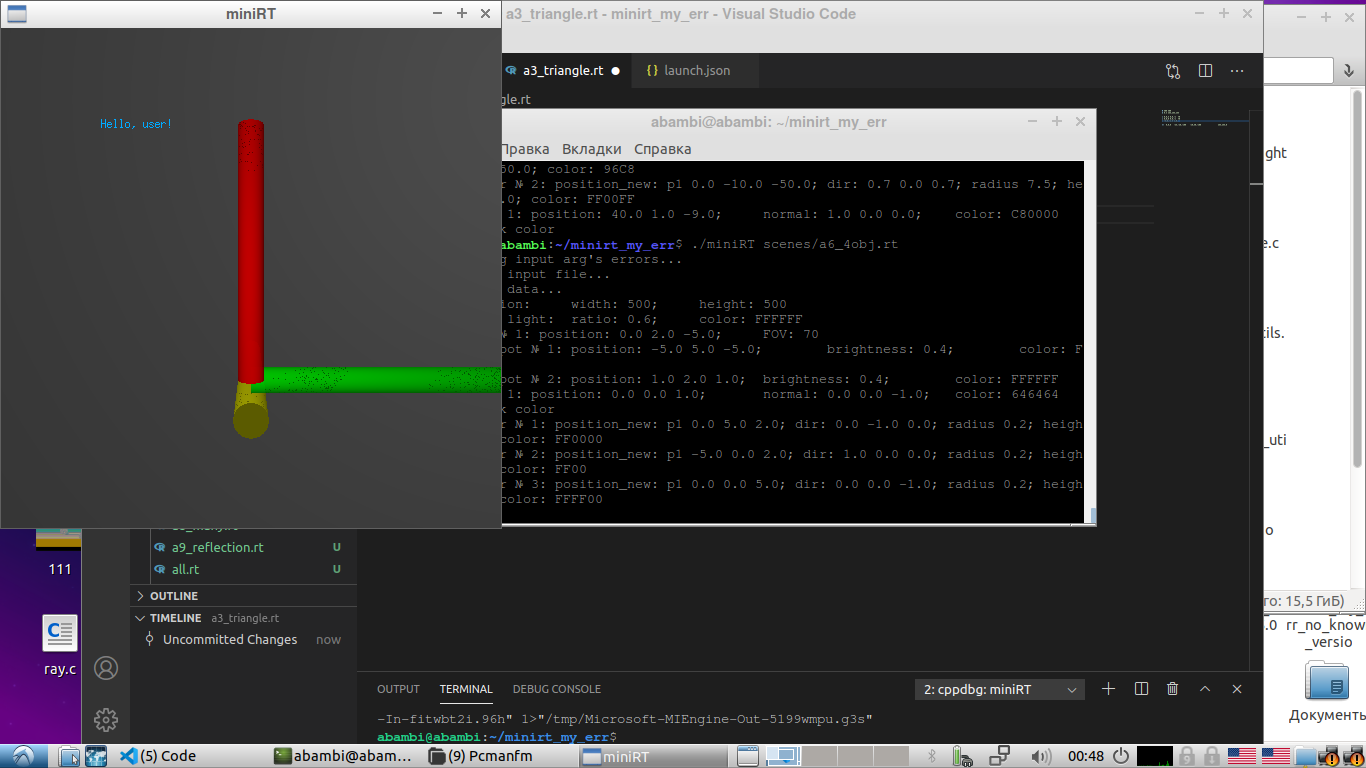 miniRT
a3_triangle.rt - minirt_my_err - Visual Studio Code
a3_triangle.rt
launch.json
gle.rt
Hello, user!
abambi@abambi: ~/minirt_my_err
Правка Вкладки Справка
50.0; color: 96C8
r № 2: position_new: p1 0.0 -10.0 -50.0; dir: 0.7 0.0 0.7; radius 7.5; he
.0; color: FF00FF
1: position: 40.0 1.0 -9.0; normal: 1.0 0.0 0.0; color: C80000
k color
abambi:~/minirt_my_err$ ./miniRT scenes/a6_4obj.rt
g input arg's errors...
input file...
data...
ion: width: 500; height: 500
light: ratio: 0.6; color: FFFFFF
№ 1: position: 0.0 2.0 -5.0; FOV: 70
pot № 1: position: -5.0 5.0 -5.0; brightness: 0.4; color: F
pot № 2: position: 1.0 2.0 1.0; brightness: 0.4; color: FFFFFF
1: position: 0.0 0.0 1.0; normal: 0.0 0.0 -1.0; color: 646464
k color
r № 1: position_new: p1 0.0 5.0 2.0; dir: 0.0 -1.0 0.0; radius 0.2; heigh
color: FF0000
r № 2: position_new: p1 -5.0 0.0 2.0; dir: 1.0 0.0 0.0; radius 0.2; heigh
color: FF00
r № 3: position_new: p1 0.0 0.0 5.0; dir: 0.0 0.0 -1.0; radius 0.2; heigh
color: FFFF00
ght
e.c
tils.
_uti
o
го: 15,5 ГиБ)
.0 rr_no_know
_versio
Документы
111
ray.c
a9_reflection.rt U
all.rt U
OUTLINE
TIMELINE a3_triangle.rt
Uncommitted Changes now
OUTPUT TERMINAL DEBUG CONSOLE
2: cppdbg: miniRT
-In-fitwbt2i.96h" 1>"/tmp/Microsoft-MIEngine-Out-5199wmpu.g3s"
abambi@abambi:~/minirt_my_err$
(5) Code
abambi@abam...
(9) Pcmanfm
miniRT
00:48